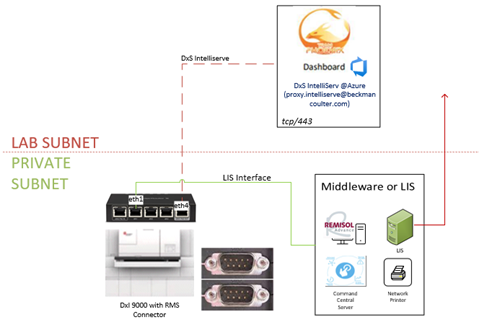 DxS Intelliserve
Dashboard
DxS IntelliServ @Azure
(proxy.intelliserve@beckman
coulter.com)
tcp/443
LAB SUBNET
PRIVATE
SUBNET
eth1
eth4
LIS Interface
DxI 9000 with RMS
Connector
Middleware or LIS
REMISOL
Advance
LIS
Command
Central
Server
Network
Printer